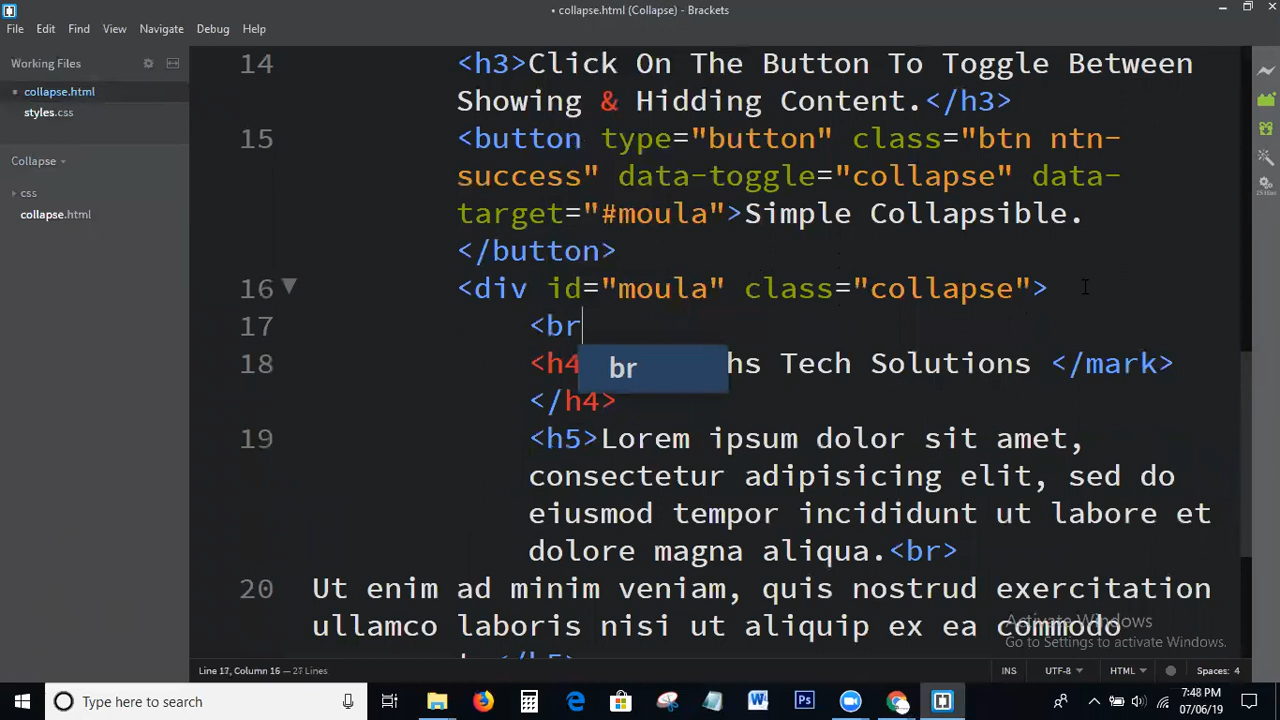 • collapse.html (Collapse) - Brackets
File Edit Find View Navigate Debug Help
Working Files
• collapse.html
styles.css
Collapse
css
collapse.html
14 <h3>Click On The Button To Toggle Between
Showing & Hidding Content.</h3>
15 <button type="button" class="btn ntn-
success" data-toggle="collapse" data-
target="#moula">Simple Collapsible.
</button>
16 <div id="moula" class="collapse">
17 <br
br
18 <h4 hs Tech Solutions </mark>
</h4>
19 <h5>Lorem ipsum dolor sit amet,
consectetur adipisicing elit, sed do
eiusmod tempor incididunt ut labore et
dolore magna aliqua.<br>
20 Ut enim ad minim veniam, quis nostrud exercitation
ullamco laboris nisi ut aliquip ex ea commodo
Activate Windows
Go to Settings to activate Windows.
Line 17, Column 16 — 27 Lines
INS UTF-8 HTML Spaces: 4
Type here to search
7:48 PM
07/06/19